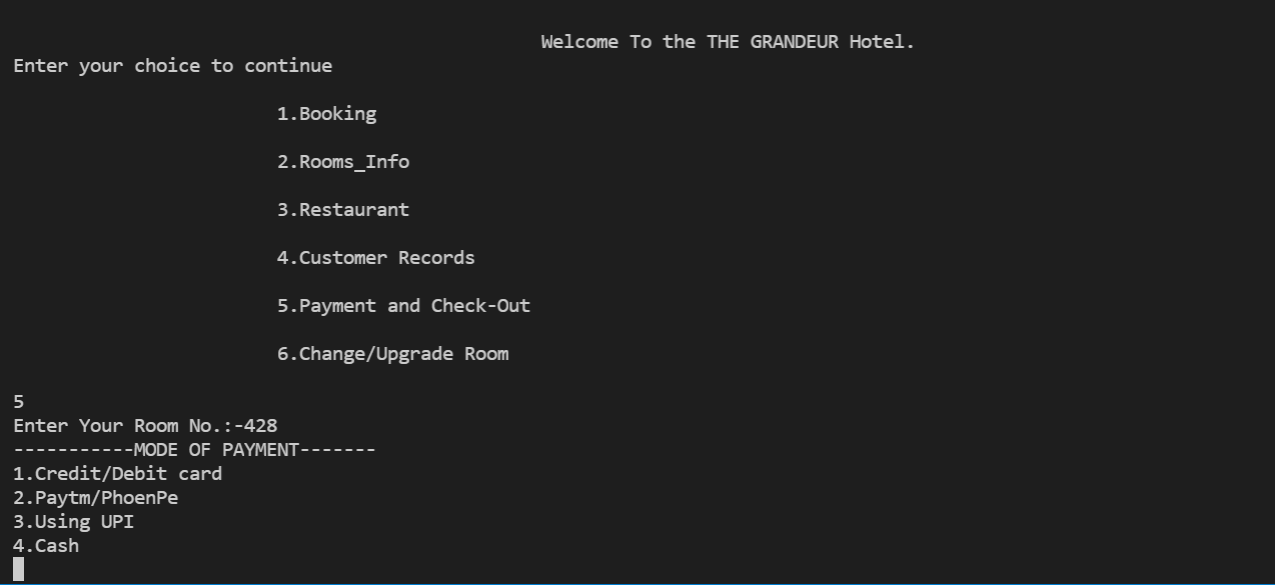 Welcome To the THE GRANDEUR Hotel.
Enter your choice to continue
1.Booking
2.Rooms_Info
3.Restaurant
4.Customer Records
5.Payment and Check-Out
6.Change/Upgrade Room
5
Enter Your Room No.:-428
-----------MODE OF PAYMENT-------
1.Credit/Debit card
2.Paytm/PhoenPe
3.Using UPI
4.Cash